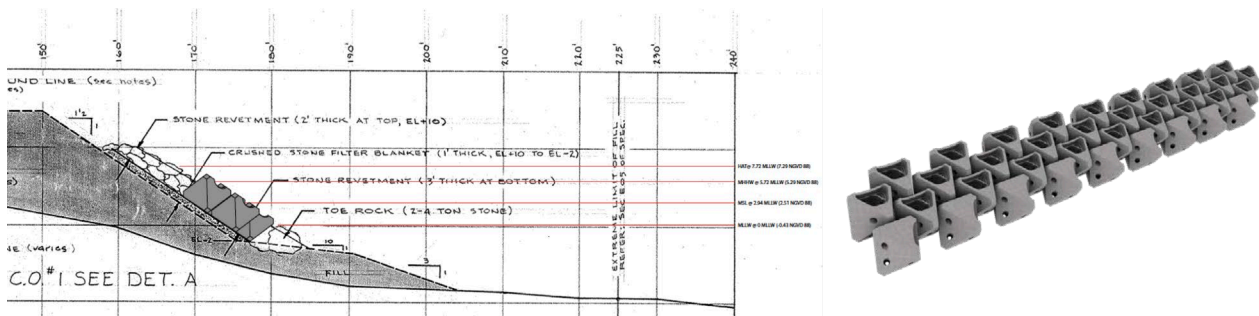 150'
160'
170'
180'
190'
200'
210'
220'
225'
230'
240'
UND LINE (see notes)
es)
1½
1
STONE REVETMENT (2' THICK AT TOP, EL+10)
CRUSHED STONE FILTER BLANKET (1' THICK, EL+10 TO EL-2)
STONE REVETMENT (3' THICK AT BOTTOM)
TOE ROCK (2-4 TON STONE)
EL-2
10
1
3
1
FILL
EXTREME LIMIT OF FILL.
REFER: SEC E05 OF SPEC.
HAT@ 7.72 MLLW (7.29 NGVD 88)
MHHW @ 5.72 MLLW (5.29 NGVD 88)
MSL @ 2.94 MLLW (2.51 NGVD 88)
MLLW @ 0 MLLW (-0.43 NGVD 88)
NE (varies)
C.O.#1 SEE DET. A